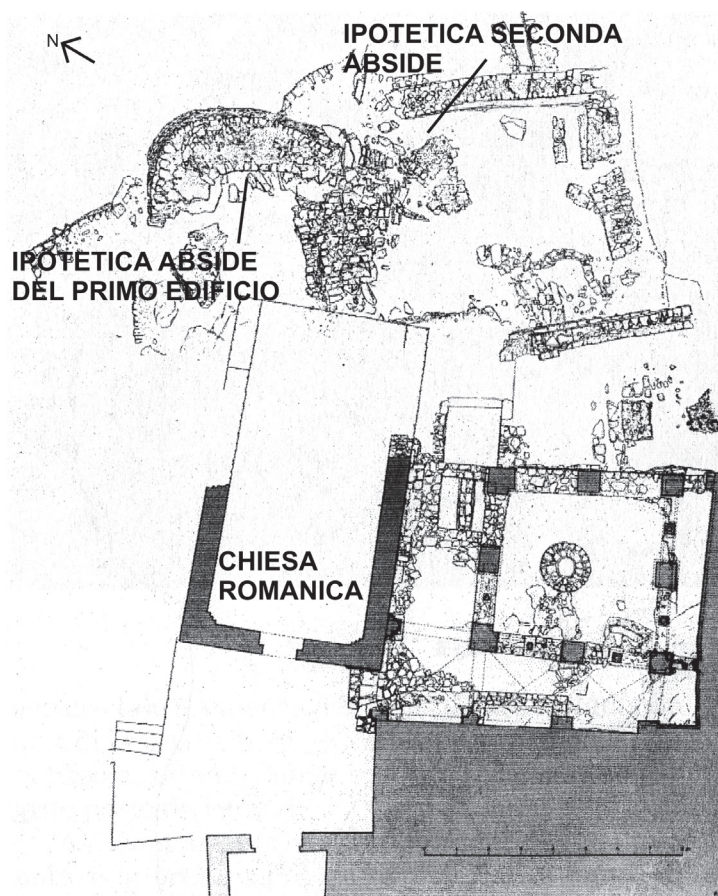 N
IPOTETICA SECONDA
ABSIDE
IPOTETICA ABSIDE
DEL PRIMO EDIFICIO
CHIESA
ROMANICA